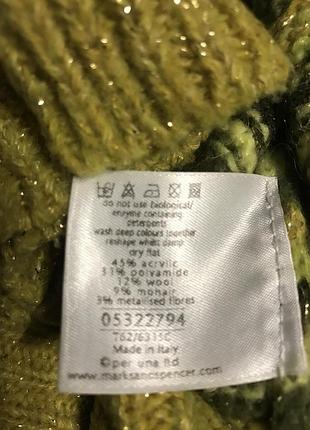 do not use biological/
enzyme containing
detergents
wash deep colours together
reshape whilst damp
dry flat
45% acrylic
31% polyamide
12% wool
9% mohair
3% metalised fibres
05322794
T62/6315C
Made in Italy
© per una ltd
www.marksandspencer.com